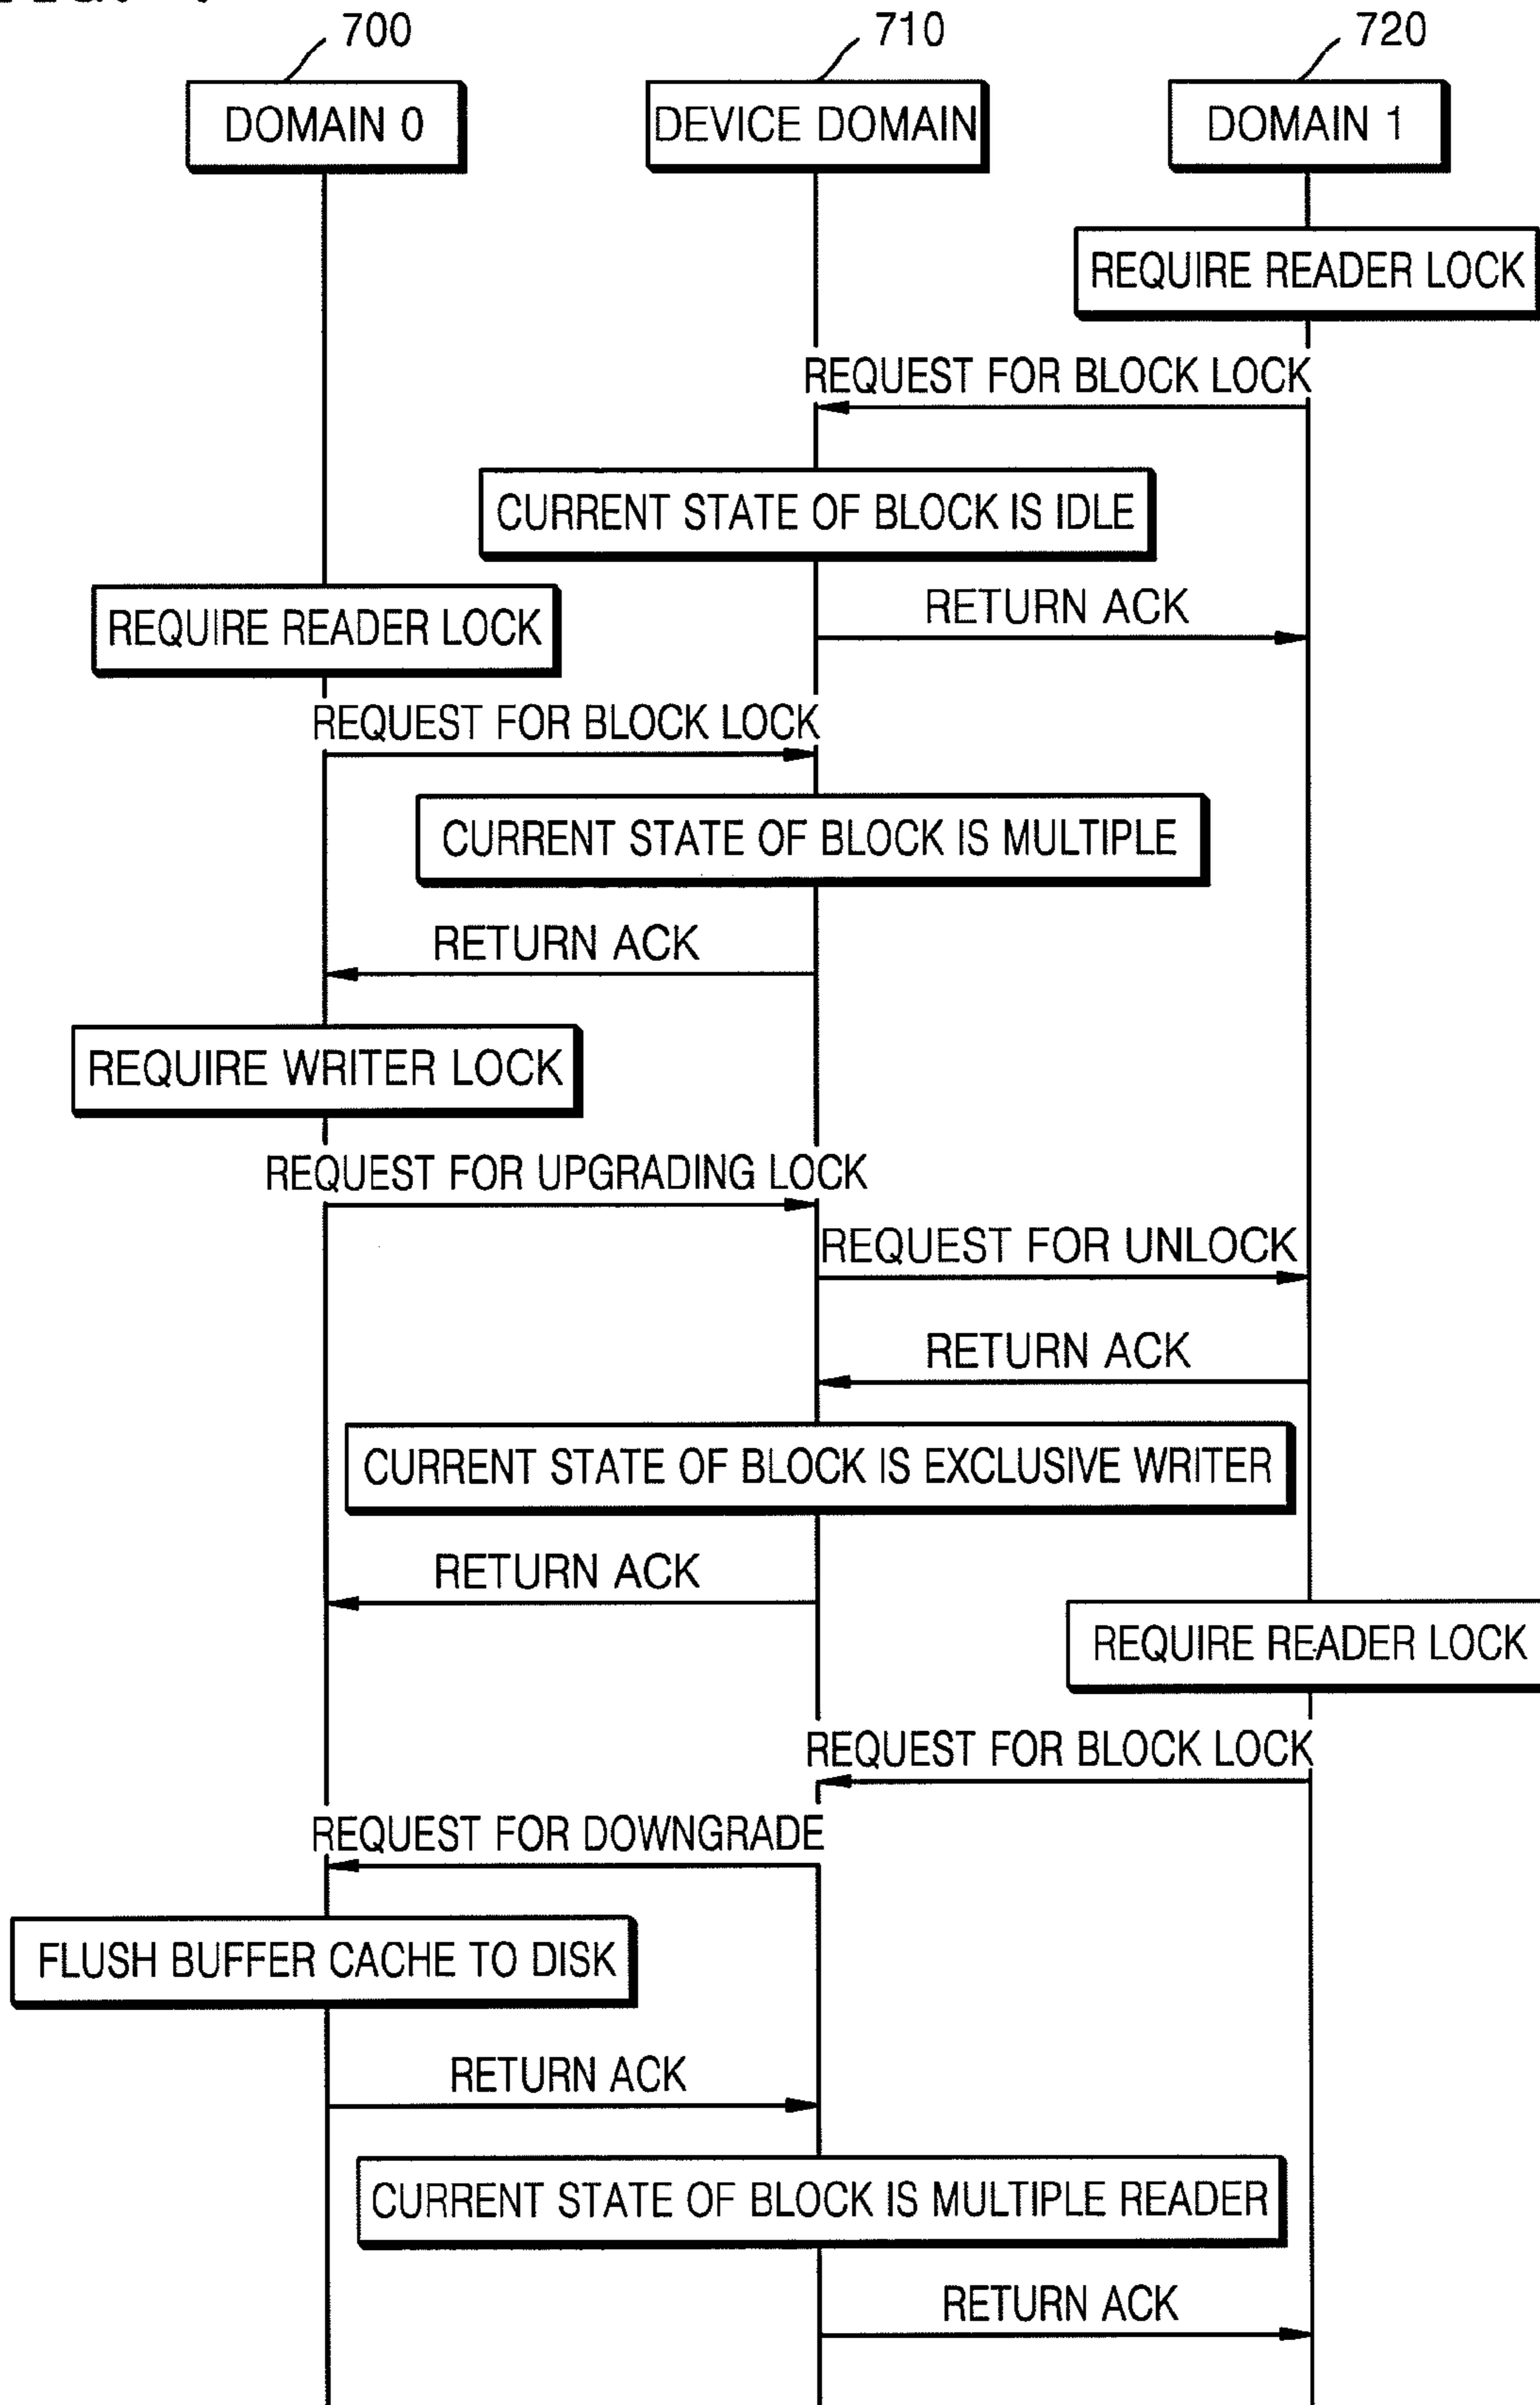 700
710
720
DOMAIN 0
DEVICE DOMAIN
DOMAIN 1
REQUIRE READER LOCK
REQUEST FOR BLOCK LOCK
CURRENT STATE OF BLOCK IS IDLE
RETURN ACK
REQUIRE READER LOCK
REQUEST FOR BLOCK LOCK
CURRENT STATE OF BLOCK IS MULTIPLE
RETURN ACK
REQUIRE WRITER LOCK
REQUEST FOR UPGRADING LOCK
REQUEST FOR UNLOCK
RETURN ACK
CURRENT STATE OF BLOCK IS EXCLUSIVE WRITER
RETURN ACK
REQUIRE READER LOCK
REQUEST FOR BLOCK LOCK
REQUEST FOR DOWNGRADE
FLUSH BUFFER CACHE TO DISK
RETURN ACK
CURRENT STATE OF BLOCK IS MULTIPLE READER
RETURN ACK